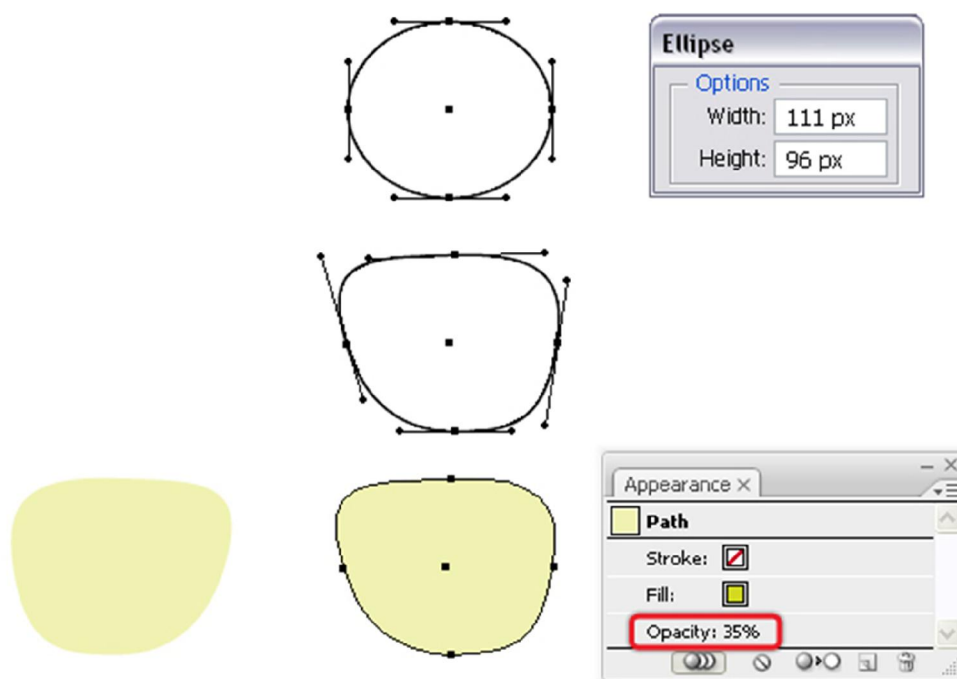 Ellipse
Options
Width: 111 px
Height: 96 px
Appearance
Path
Stroke:
Fill:
Opacity: 35%